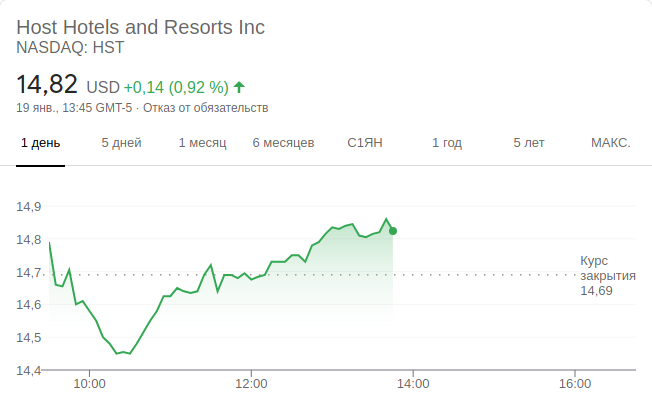 Host Hotels and Resorts Inc
NASDAQ: HST
14,82 USD +0,14 (0,92 %)
19 янв., 13:45 GMT-5 · Отказ от обязательств
1 день 5 дней 1 месяц 6 месяцев С1ЯН 1 год 5 лет МАКС.
14,9
14,8
14,7
14,6
14,5
14,4
Курс
закрытия
14,69
10:00 12:00 14:00 16:00